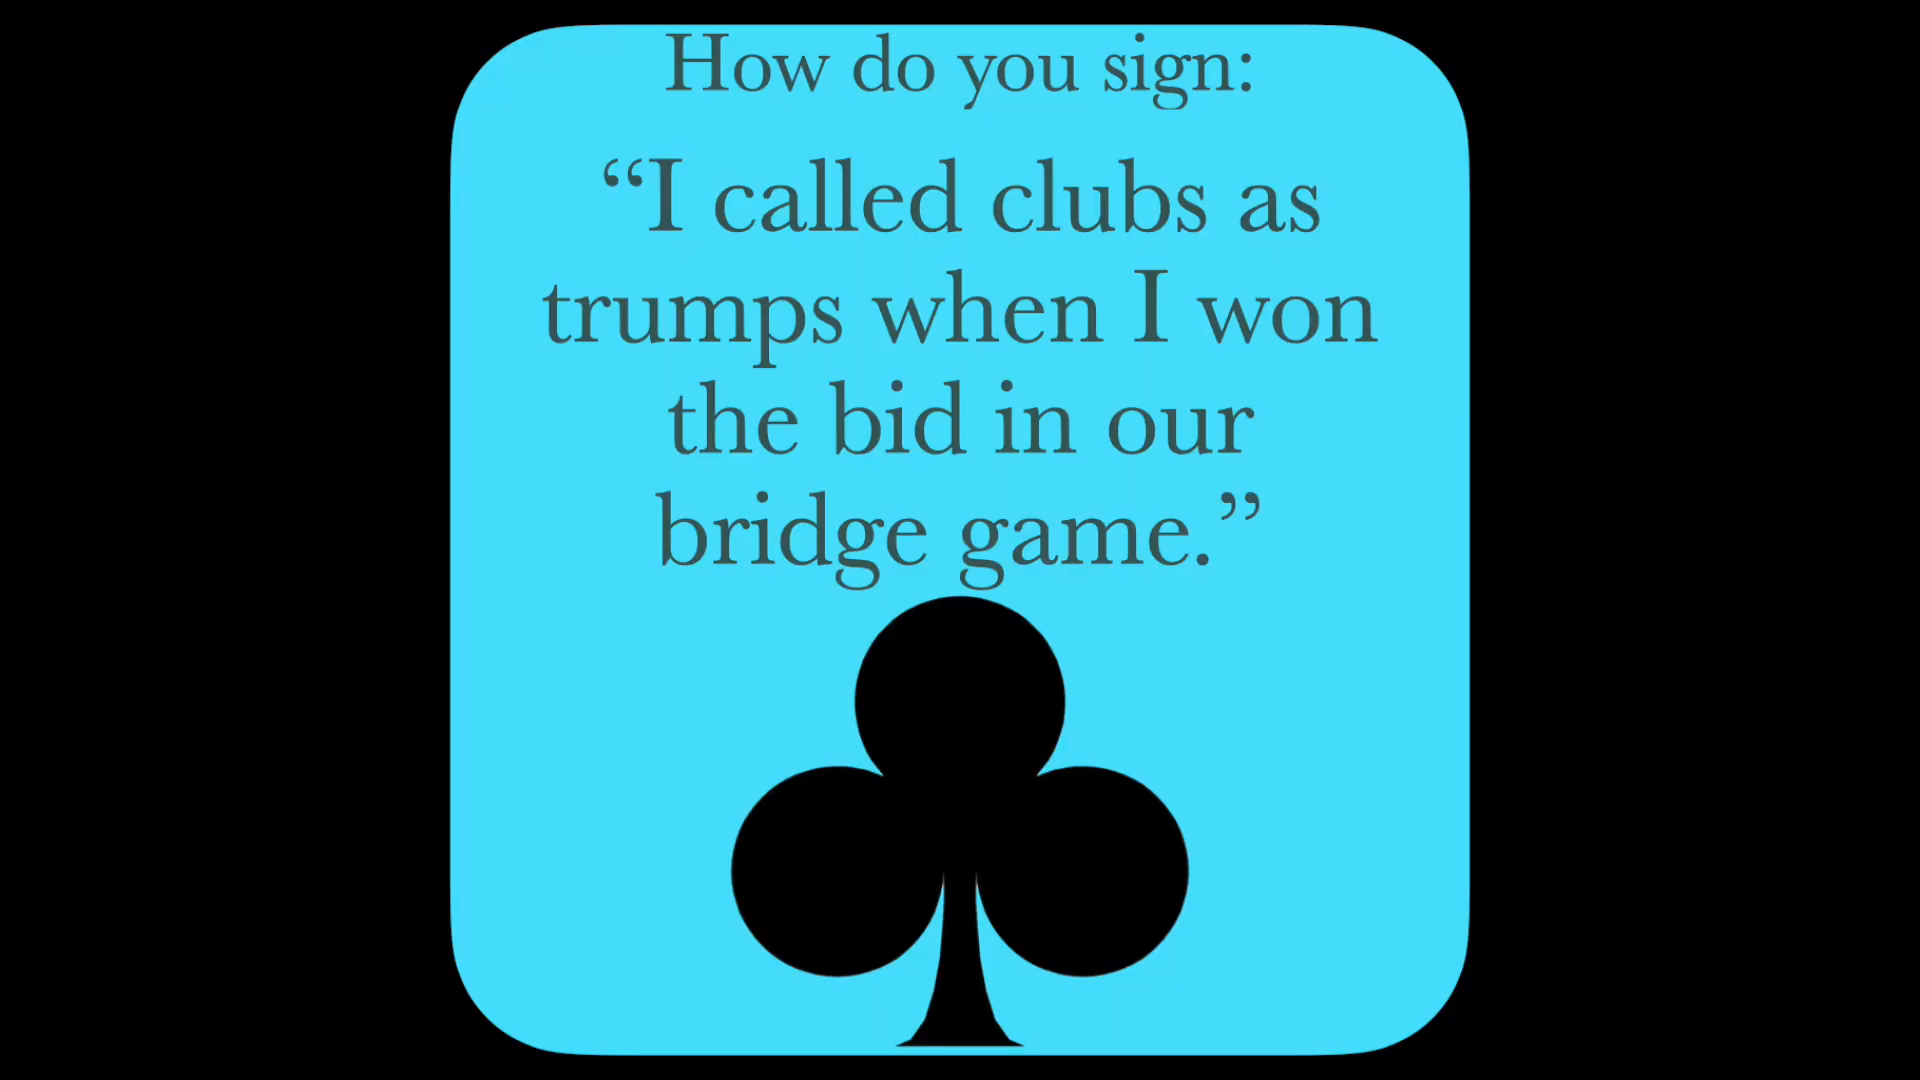 How do you sign:
“I called clubs as
trumps when I won
the bid in our
bridge game.”